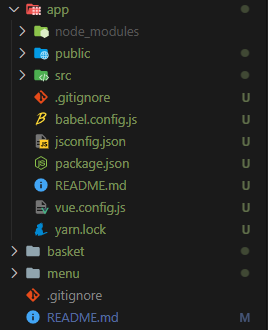 app
node_modules
public
src
.gitignore U
babel.config.js U
jsconfig.json U
package.json U
README.md U
vue.config.js U
yarn.lock U
basket
menu
.gitignore
README.md M